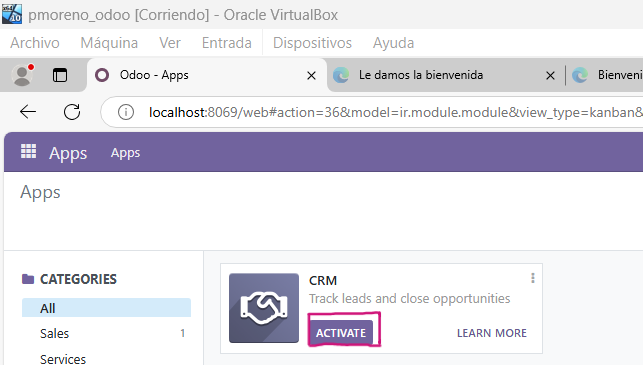 pmoreno_odoo [Corriendo] - Oracle VirtualBox
Archivo Máquina Ver Entrada Dispositivos Ayuda
Odoo - Apps Le damos la bienvenida Bienveni
localhost:8069/web#action=36&model=ir.module.module&view_type=kanban&
Apps Apps
Apps
CATEGORIES
All
Sales 1
Services
CRM
Track leads and close opportunities
ACTIVATE LEARN MORE